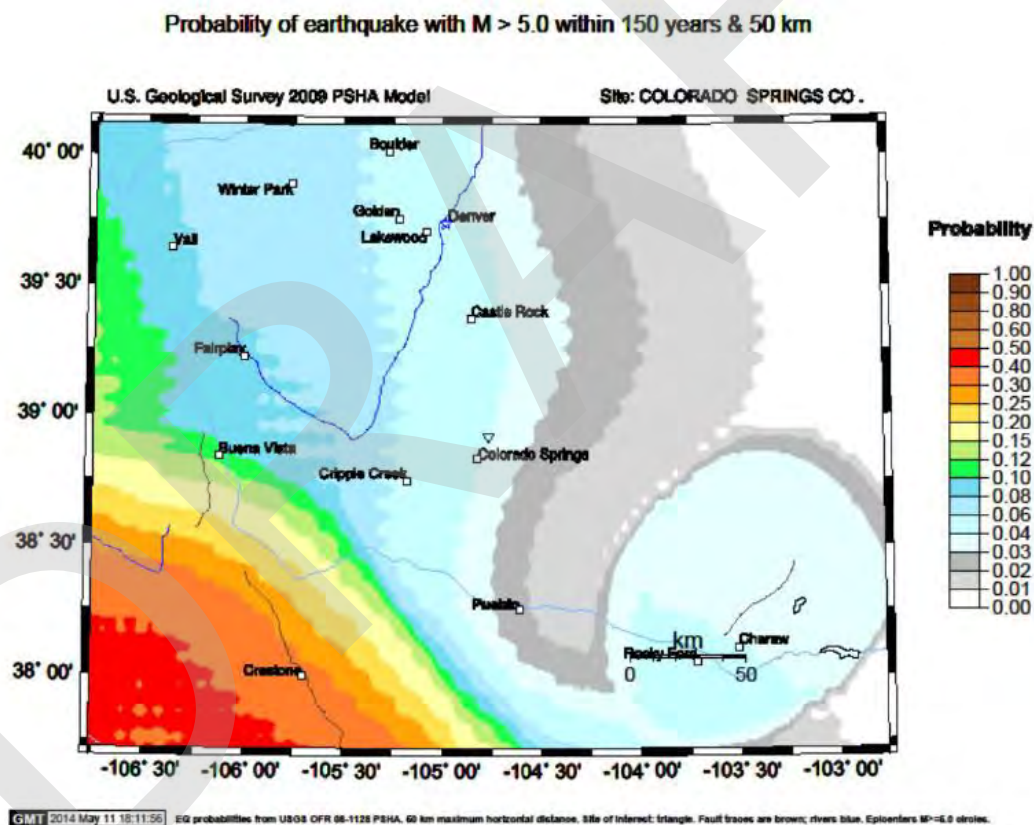 Probability of earthquake with M > 5.0 within 150 years & 50 km
U.S. Geological Survey 2009 PSHA Model
Site: COLORADO SPRINGS CO .
40° 00'
39° 30'
39° 00'
38° 30'
38° 00'
Boulder
Winter Park
Golden
Denver
Lakewood
Vail
Castle Rock
Fairplay
Buena Vista
Colorado Springs
Cripple Creek
Pueblo
km
Cheraw
Rocky Ford
0 50
Crestone
-106° 30' -106° 00' -105° 30' -105° 00' -104° 30' -104° 00' -103° 30' -103° 00'
Probability
1.00
0.90
0.80
0.60
0.50
0.40
0.30
0.25
0.20
0.15
0.12
0.10
0.08
0.06
0.04
0.03
0.02
0.01
0.00
GMT 2014 May 11 18:11:56 EQ probabilities from USGS OFR 08-1128 PSHA. 50 km maximum horizontal distance. Site of interest: triangle. Fault traces are brown; rivers blue. Epicenters M>=6.0 circles.
DRAFT